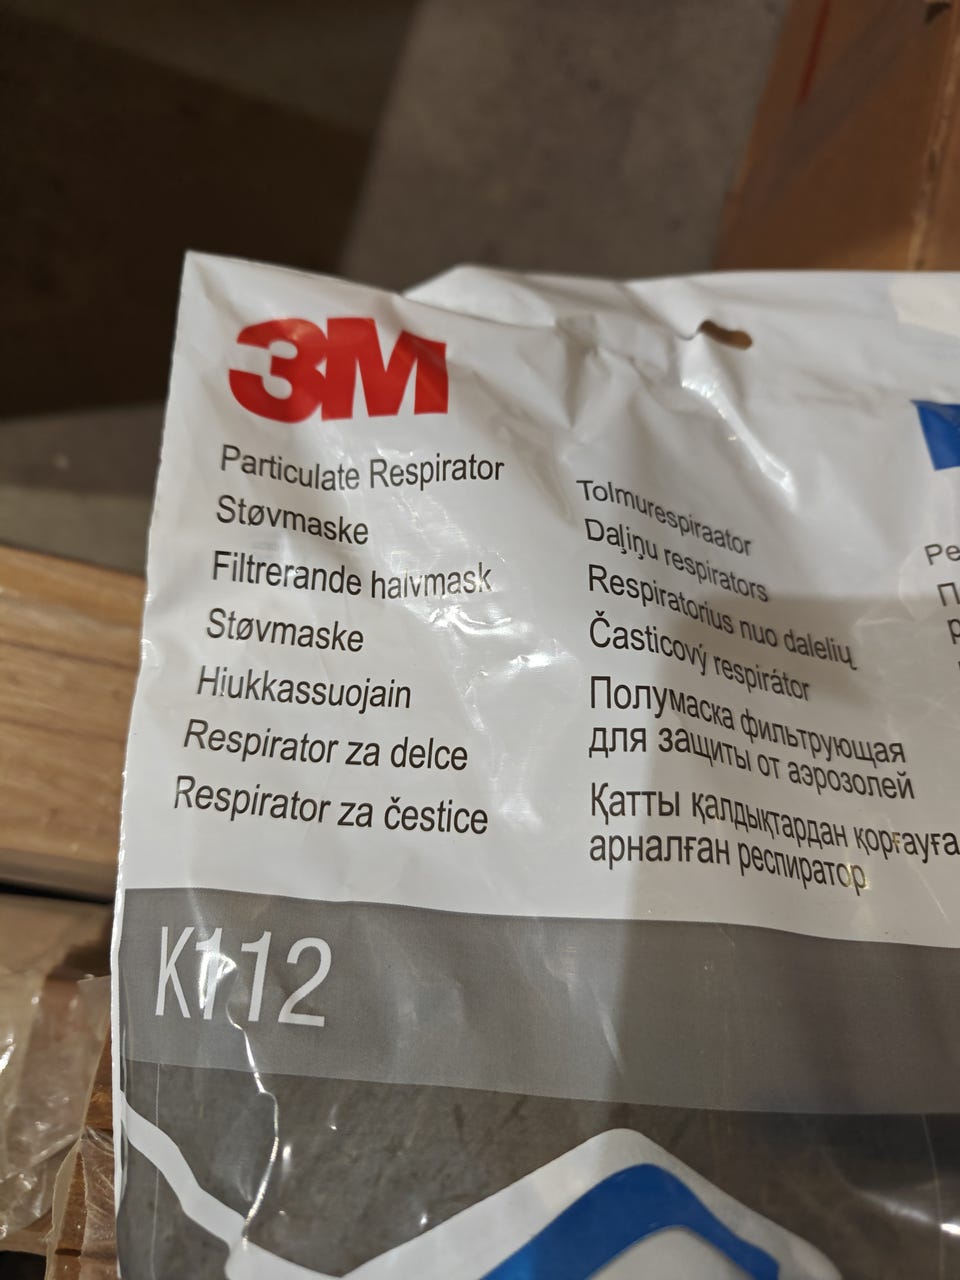 3M
Particulate Respirator
Støvmaske
Filtrerande halvmask
Støvmaske
Hiukkassuojain
Respirator za delce
Respirator za čestice
Tolmurespiraator
Daļiņu respirators
Respiratorius nuo dalelių
Časticový respirátor
Полумаска фильтрующая
для защиты от аэрозолей
Қатты қалдықтардан қорғауға
арналған респиратор
K112